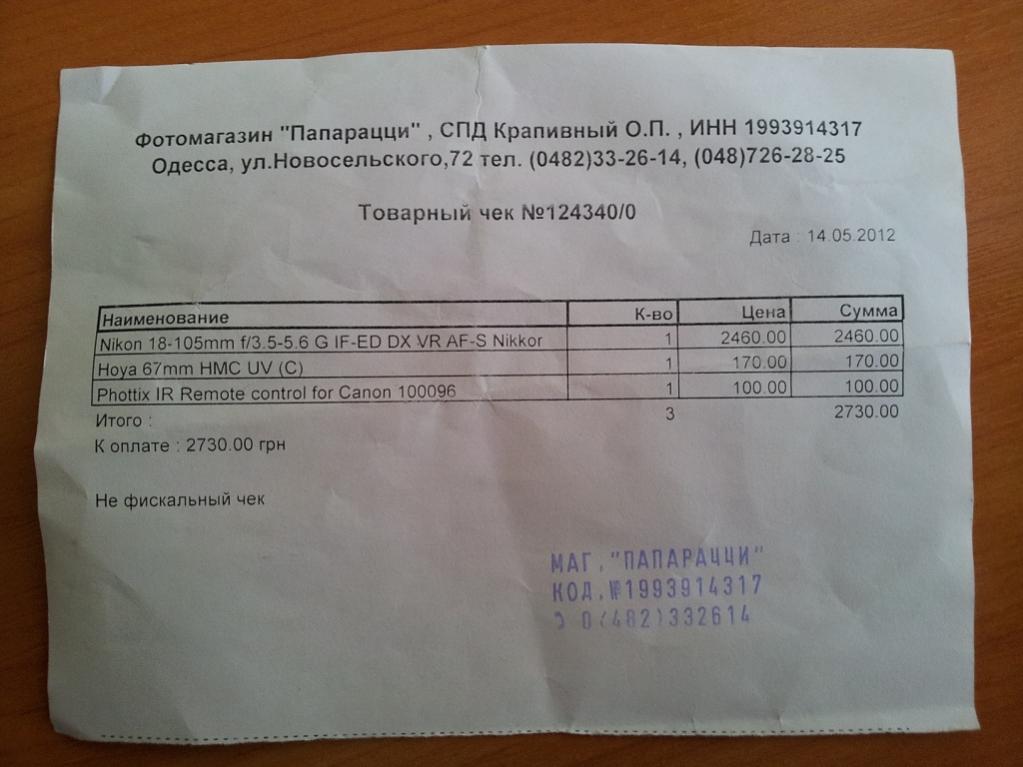 Фотомагазин "Папарацци" , СПД Крапивный О.П. , ИНН 1993914317
Одесса, ул.Новосельского,72 тел. (0482)33-26-14, (048)726-28-25
Товарный чек №124340/0
Дата : 14.05.2012
Наименование К-во Цена Сумма
Nikon 18-105mm f/3.5-5.6 G IF-ED DX VR AF-S Nikkor 1 2460.00 2460.00
Hoya 67mm HMC UV (C) 1 170.00 170.00
Phottix IR Remote control for Canon 100096 1 100.00 100.00
Итого : 3 2730.00
К оплате : 2730.00 грн
Не фискальный чек
МАГ."ПАПАРАЧЧИ"
КОД.№1993914317
0(482)332614